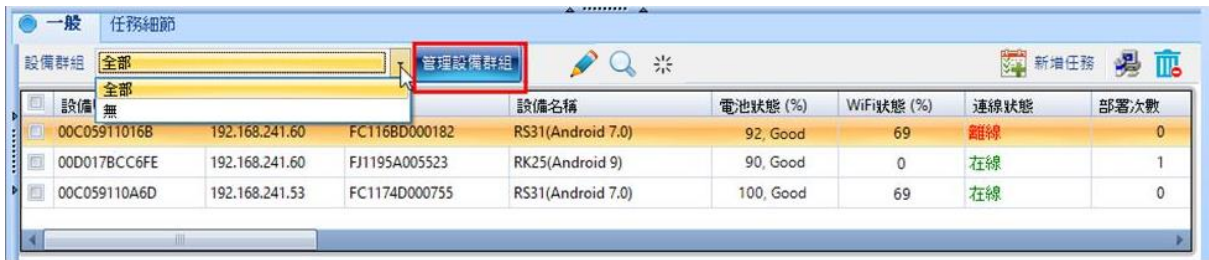 一般 任務細節
設備群組 全部 管理設備群組 新增任務
全部
無
設備 設備名稱 電池狀態 (%) WiFi狀態 (%) 連線狀態 部署次數
00C05911016B 192.168.241.60 FC116BD000182 RS31(Android 7.0) 92, Good 69 離線 0
00D017BCC6FE 192.168.241.60 FJ1195A005523 RK25(Android 9) 90, Good 0 在線 1
00C059110A6D 192.168.241.53 FC1174D000755 RS31(Android 7.0) 100, Good 69 在線 0